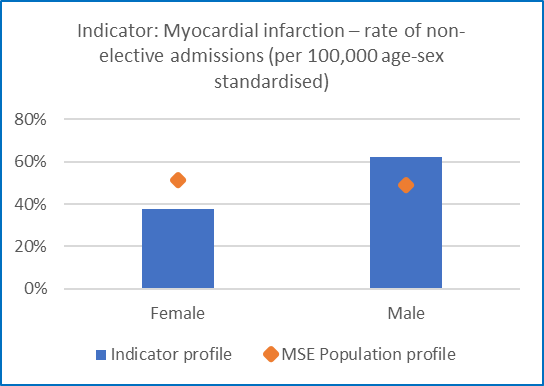 Indicator: Myocardial infarction – rate of non-
elective admissions (per 100,000 age-sex
standardised)
80%
60%
40%
20%
0%
Female Male
Indicator profile MSE Population profile